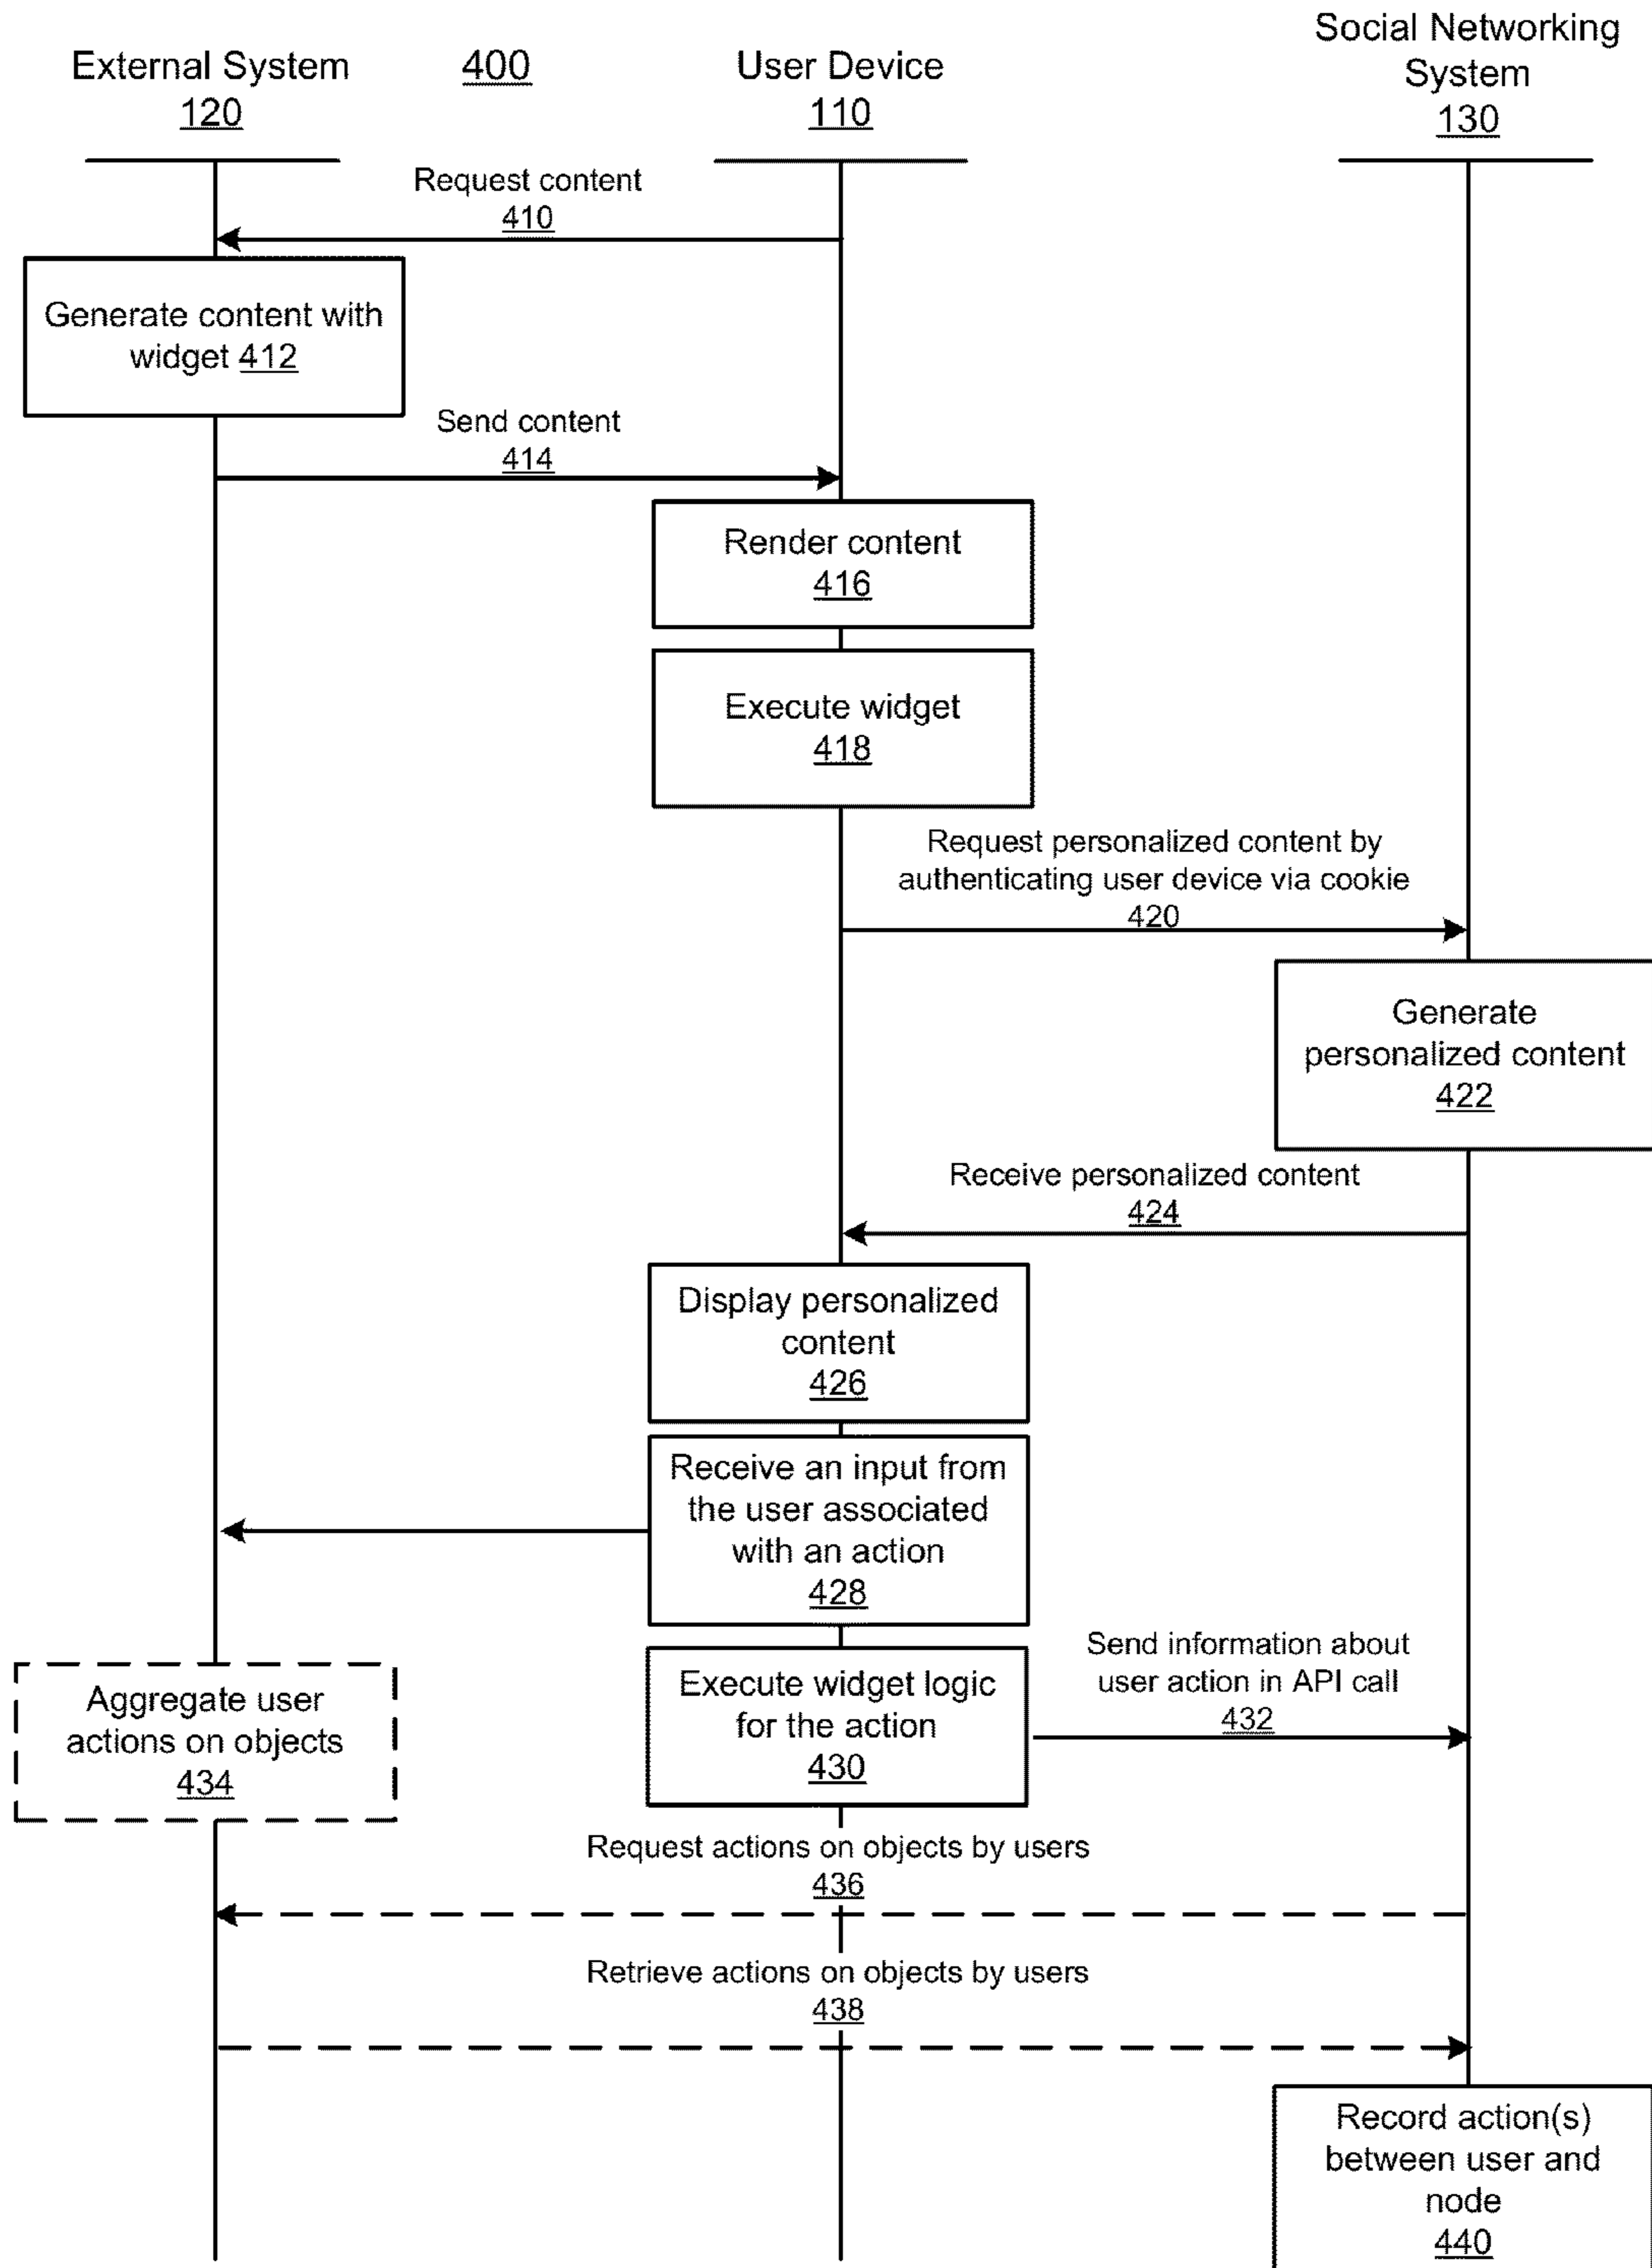 External System
120
400
User Device
110
Social Networking
System
130
Request content
410
Generate content with
widget 412
Send content
414
Render content
416
Execute widget
418
Request personalized content by
authenticating user device via cookie
420
Generate
personalized content
422
Receive personalized content
424
Display personalized
content
426
Receive an input from
the user associated
with an action
428
Execute widget logic
for the action
430
Send information about
user action in API call
432
Aggregate user
actions on objects
434
Request actions on objects by users
436
Retrieve actions on objects by users
438
Record action(s)
between user and
node
440